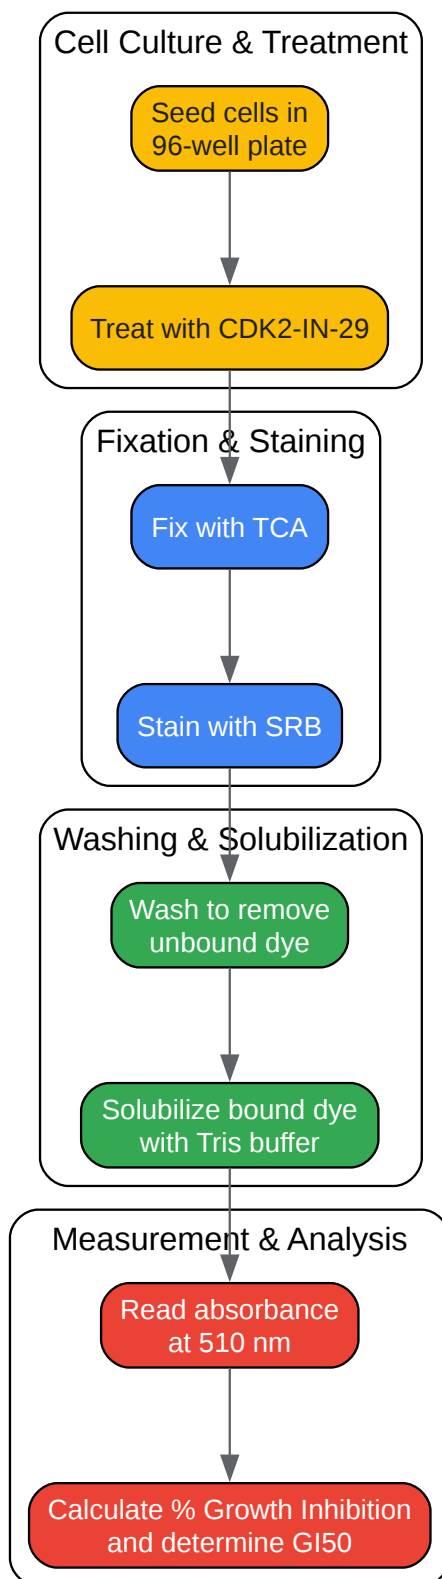 Cell Culture & Treatment
Seed cells in
96-well plate
Treat with CDK2-IN-29
Fixation & Staining
Fix with TCA
Stain with SRB
Washing & Solubilization
Wash to remove
unbound dye
Solubilize bound dye
with Tris buffer
Measurement & Analysis
Read absorbance
at 510 nm
Calculate % Growth Inhibition
and determine GI50